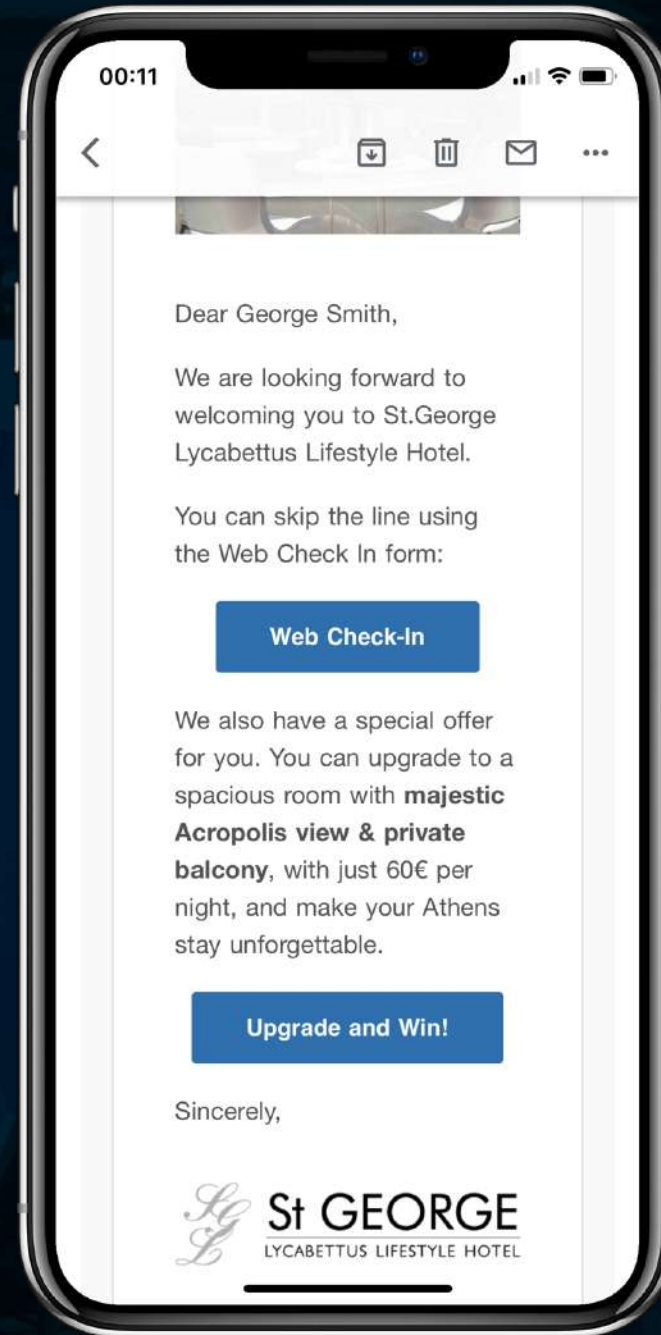 00:11
Dear George Smith,
We are looking forward to
welcoming you to St.George
Lycabettus Lifestyle Hotel.
You can skip the line using
the Web Check In form:
Web Check-In
We also have a special offer
for you. You can upgrade to a
spacious room with majestic
Acropolis view & private
balcony, with just 60€ per
night, and make your Athens
stay unforgettable.
Upgrade and Win!
Sincerely,
SGL
St GEORGE
LYCABETTUS LIFESTYLE HOTEL